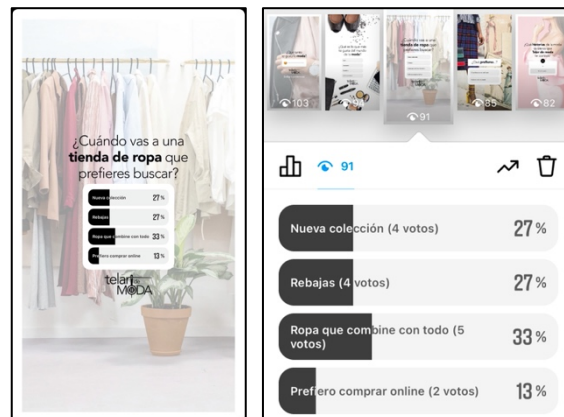 ¿Cuándo vas a una
tienda de ropa que
prefieres buscar?
Nueva colección 27%
Rebajas 27%
Ropa que combine con todo 33%
Prefiero comprar online 13%
telar
MODA
103
94
91
85
82
91
Nueva colección (4 votos) 27%
Rebajas (4 votos) 27%
Ropa que combine con todo (5
votos) 33%
Prefiero comprar online (2 votos) 13%